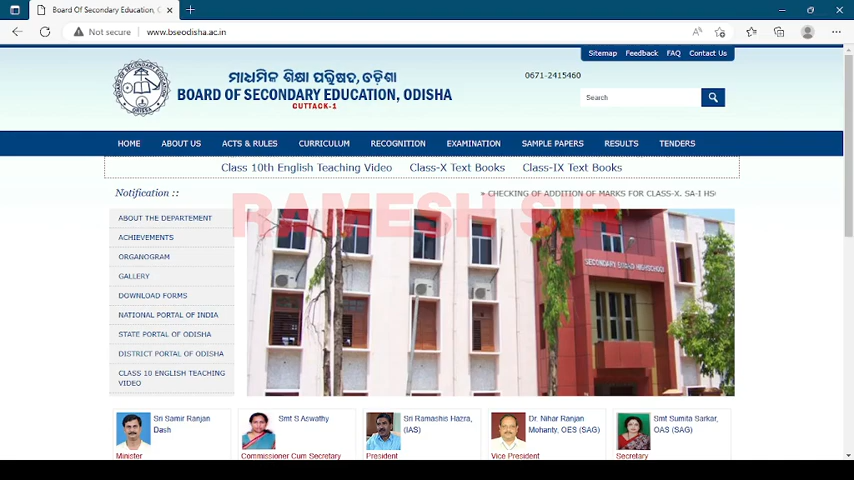 Board Of Secondary Education, C
Not secure
www.bseodisha.ac.in
Sitemap Feedback FAQ Contact Us
ମାଧ୍ୟମିକ ଶିକ୍ଷା ପରିଷଦ, ଓଡ଼ିଶା
BOARD OF SECONDARY EDUCATION, ODISHA
CUTTACK-1
0671-2415460
Search
HOME ABOUT US ACTS & RULES CURRICULUM RECOGNITION EXAMINATION SAMPLE PAPERS RESULTS TENDERS
Class 10th English Teaching Video Class-X Text Books Class-IX Text Books
Notification :: » CHECKING OF ADDITION OF MARKS FOR CLASS-X. SA-I HS
RAMESH SIR
ABOUT THE DEPARTEMENT
ACHIEVEMENTS
ORGANOGRAM
GALLERY
DOWNLOAD FORMS
NATIONAL PORTAL OF INDIA
STATE PORTAL OF ODISHA
DISTRICT PORTAL OF ODISHA
CLASS 10 ENGLISH TEACHING
VIDEO
Sri Samir Ranjan
Dash
Minister
Smt S Aswathy
Commissioner Cum Secretary
Sri Ramashis Hazra,
(IAS)
President
Dr. Nihar Ranjan
Mohanty, OES (SAG)
Vice President
Smt Sumita Sarkar,
OAS (SAG)
Secretary